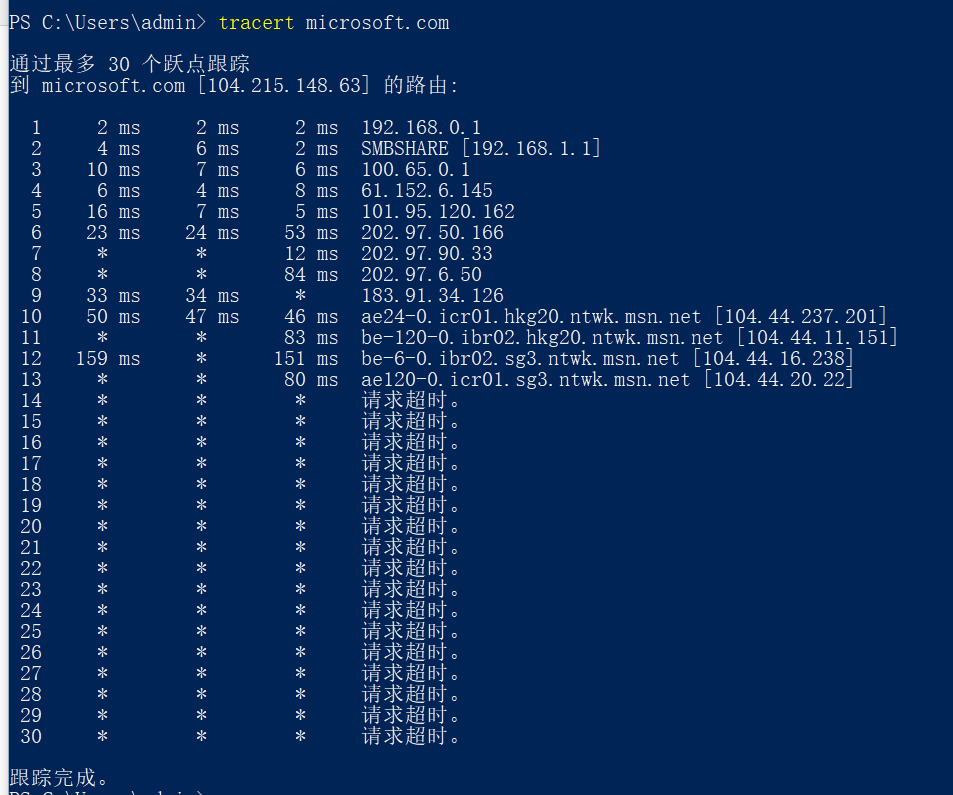 PS C:\Users\admin> tracert microsoft.com
通过最多 30 个跃点跟踪
到 microsoft.com [104.215.148.63] 的路由:
1 2 ms 2 ms 2 ms 192.168.0.1
2 4 ms 6 ms 2 ms SMBSHARE [192.168.1.1]
3 10 ms 7 ms 6 ms 100.65.0.1
4 6 ms 4 ms 8 ms 61.152.6.145
5 16 ms 7 ms 5 ms 101.95.120.162
6 23 ms 24 ms 53 ms 202.97.50.166
7 * * 12 ms 202.97.90.33
8 * * 84 ms 202.97.6.50
9 33 ms 34 ms * 183.91.34.126
10 50 ms 47 ms 46 ms ae24-0.icr01.hkg20.ntwk.msn.net [104.44.237.201]
11 * * 83 ms be-120-0.ibr02.hkg20.ntwk.msn.net [104.44.11.151]
12 159 ms * 151 ms be-6-0.ibr02.sg3.ntwk.msn.net [104.44.16.238]
13 * * 80 ms ae120-0.icr01.sg3.ntwk.msn.net [104.44.20.22]
14 * * * 请求超时。
15 * * * 请求超时。
16 * * * 请求超时。
17 * * * 请求超时。
18 * * * 请求超时。
19 * * * 请求超时。
20 * * * 请求超时。
21 * * * 请求超时。
22 * * * 请求超时。
23 * * * 请求超时。
24 * * * 请求超时。
25 * * * 请求超时。
26 * * * 请求超时。
27 * * * 请求超时。
28 * * * 请求超时。
29 * * * 请求超时。
30 * * * 请求超时。
跟踪完成。